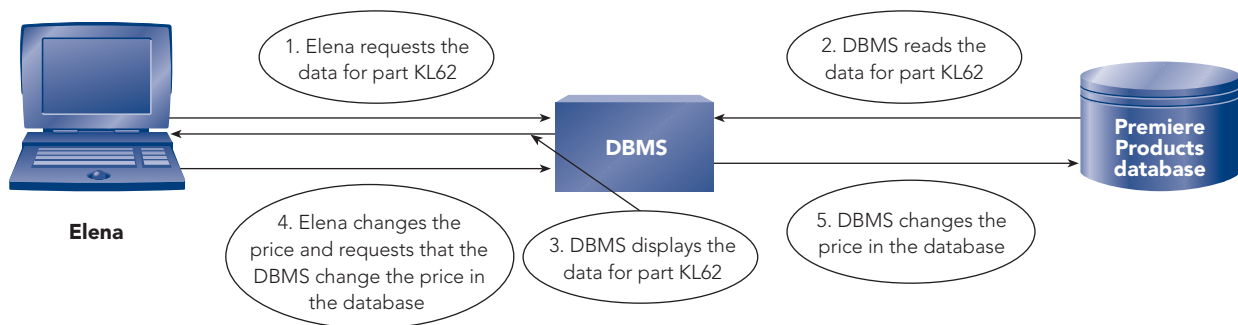 1. Elena requests the
data for part KL62
2. DBMS reads the
data for part KL62
DBMS
Premiere
Products
database
Elena
4. Elena changes the
price and requests that the
DBMS change the price in
the database
3. DBMS displays the
data for part KL62
5. DBMS changes the
price in the database